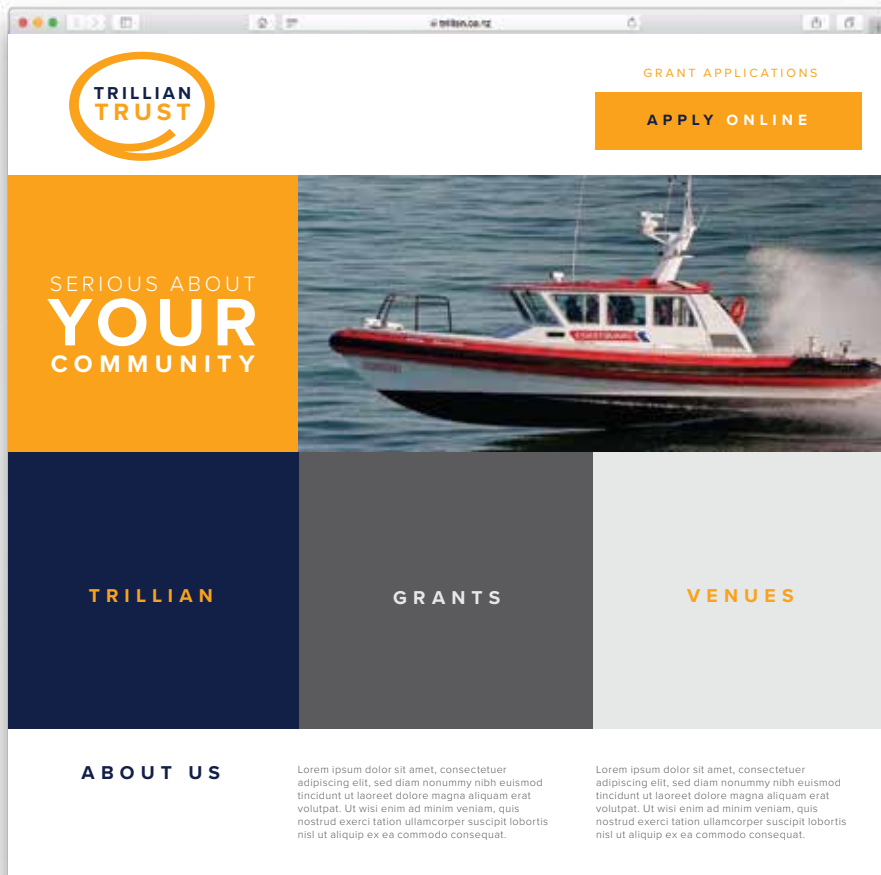 trillian.co.nz
TRILLIAN
TRUST
GRANT APPLICATIONS
APPLY ONLINE
SERIOUS ABOUT
YOUR
COMMUNITY
COASTGUARD
TRILLIAN
GRANTS
VENUES
ABOUT US
Lorem ipsum dolor sit amet, consectetuer
adipiscing elit, sed diam nonummy nibh euismod
tincidunt ut laoreet dolore magna aliquam erat
volutpat. Ut wisi enim ad minim veniam, quis
nostrud exerci tation ullamcorper suscipit lobortis
nisl ut aliquip ex ea commodo consequat.
Lorem ipsum dolor sit amet, consectetuer
adipiscing elit, sed diam nonummy nibh euismod
tincidunt ut laoreet dolore magna aliquam erat
volutpat. Ut wisi enim ad minim veniam, quis
nostrud exerci tation ullamcorper suscipit lobortis
nisl ut aliquip ex ea commodo consequat.